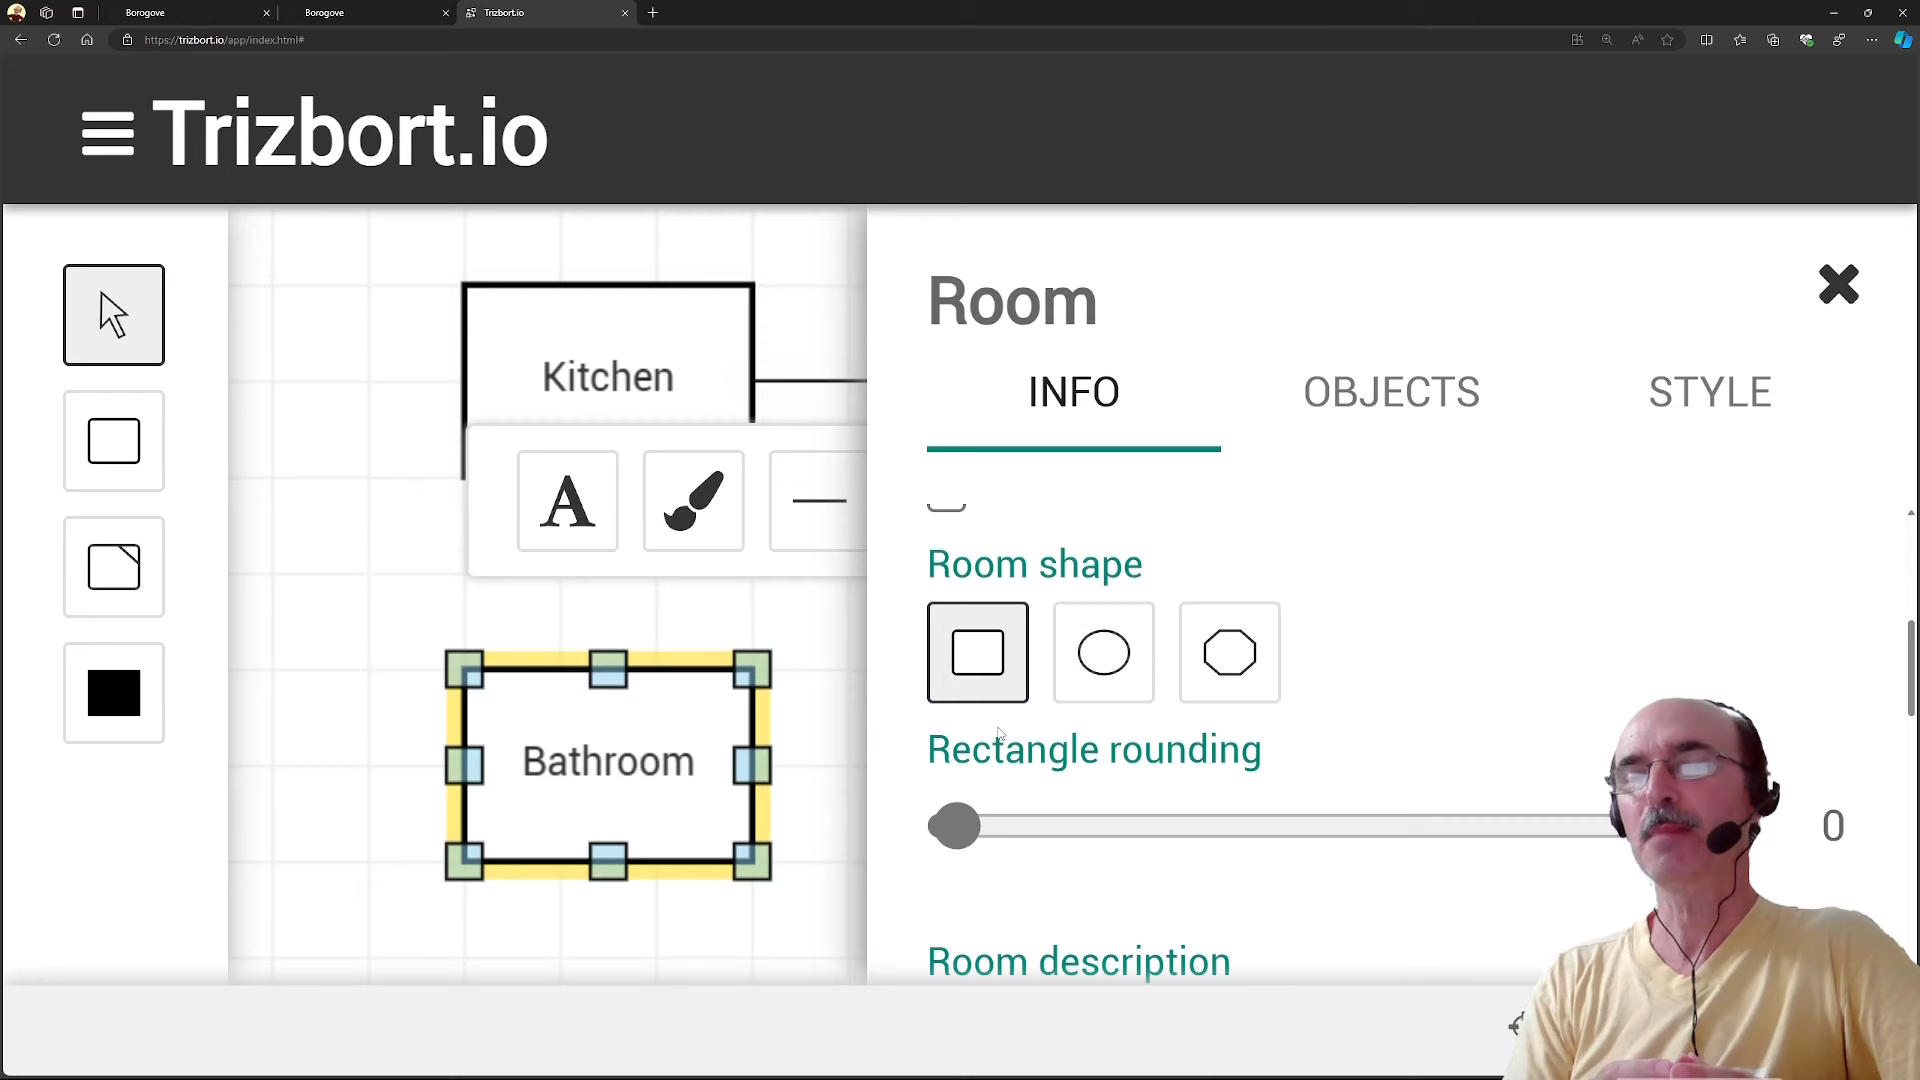 Borogove
Borogove
Trizbort.io
https://trizbort.io/app/index.html#
Trizbort.io
Kitchen
A
Bathroom
Room
INFO
OBJECTS
STYLE
Room shape
Rectangle rounding
0
Room description